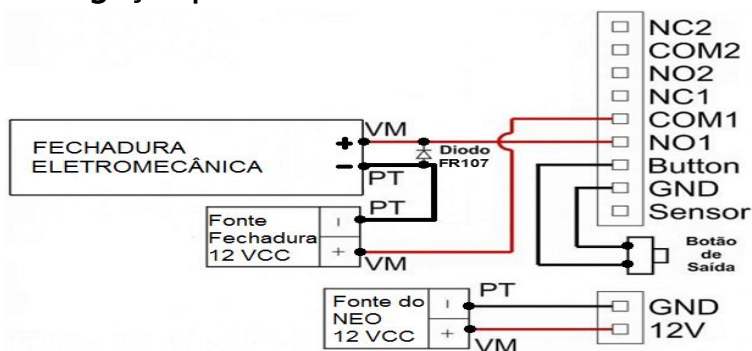 NC2
COM2
NO2
NC1
COM1
NO1
Button
GND
Sensor
FECHADURA
ELETROMECÂNICA
+
-
VM
PT
Diodo
FR107
Fonte
Fechadura
12 VCC
-
+
PT
VM
Botão
de
Saída
Fonte do
NEO
12 VCC
-
+
PT
VM
GND
12V